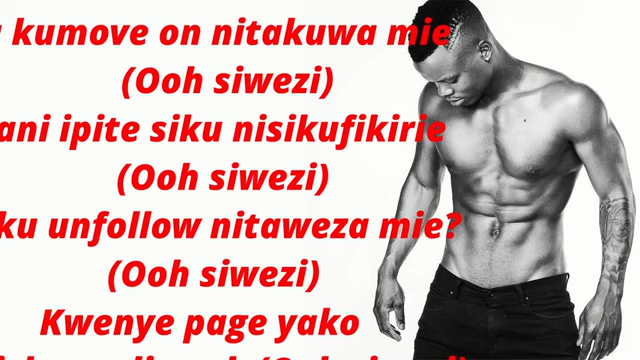 kumove on nitakuwa mie
(Ooh siwezi)
ani ipite siku nisikufikirie
(Ooh siwezi)
ku unfollow nitaweza mie?
(Ooh siwezi)
Kwenye page yako